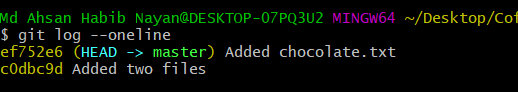 Md Ahsan Habib Nayan@DESKTOP-O7PQ3U2 MINGW64 ~/Desktop/Cof
$ git log --oneline
ef752e6 (HEAD -> master) Added chocolate.txt
c0dbc9d Added two files